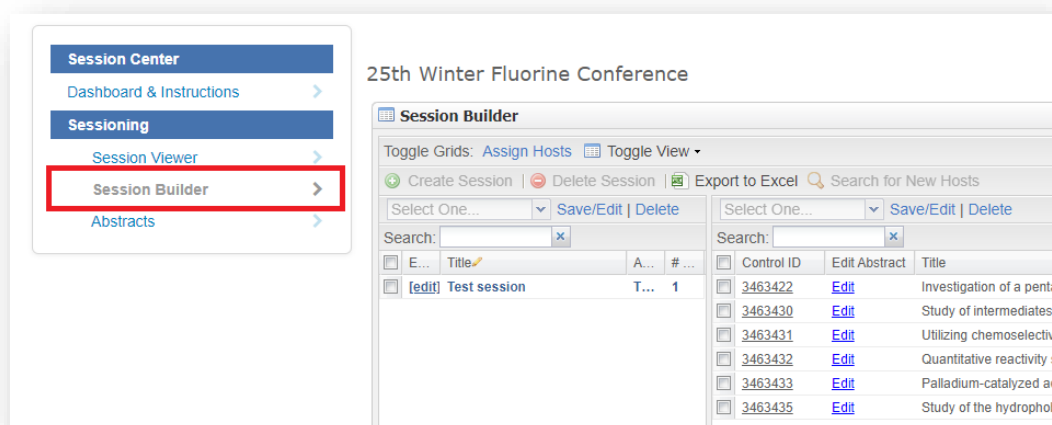 Session Center
Dashboard & Instructions
Sessioning
Session Viewer
Session Builder
Abstracts
25th Winter Fluorine Conference
Session Builder
Toggle Grids: Assign Hosts Toggle View
Create Session | Delete Session | Export to Excel Search for New Hosts
Select One... Save/Edit | Delete
Search:
E... Title A... # ...
[edit] Test session T... 1
Select One... Save/Edit | Delete
Search:
Control ID Edit Abstract Title
3463422 Edit Investigation of a penta
3463430 Edit Study of intermediates
3463431 Edit Utilizing chemoselectiv
3463432 Edit Quantitative reactivity
3463433 Edit Palladium-catalyzed a
3463435 Edit Study of the hydrophol